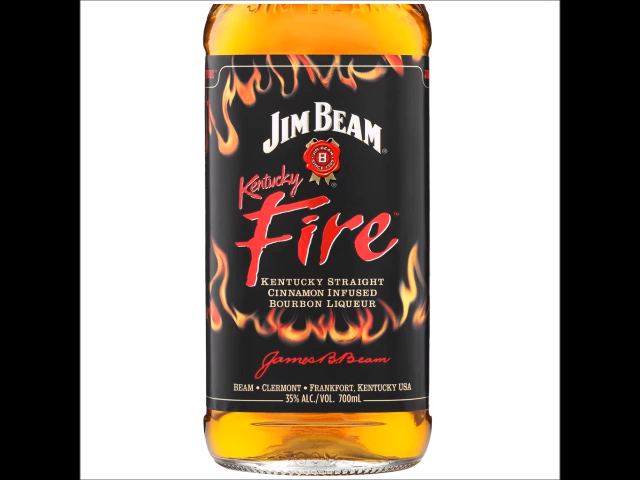 JIM BEAM®
Kentucky
Fire™
KENTUCKY STRAIGHT
CINNAMON INFUSED
BOURBON LIQUEUR
James B. Beam
BEAM • CLERMONT • FRANKFORT, KENTUCKY USA
35% ALC./VOL. 700mL